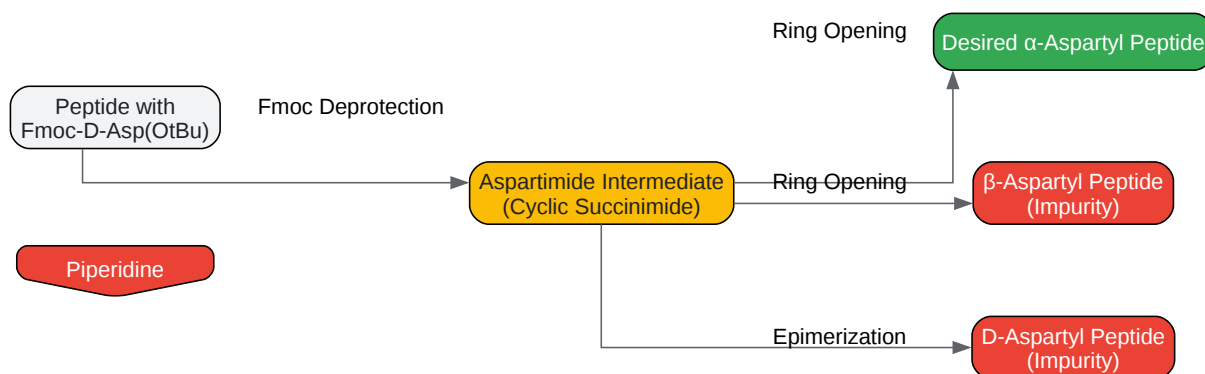 Ring Opening
Desired α-Aspartyl Peptide
Peptide with
Fmoc-D-Asp(OtBu)
Fmoc Deprotection
Aspartimide Intermediate
(Cyclic Succinimide)
Ring Opening
β-Aspartyl Peptide
(Impurity)
Piperidine
Epimerization
D-Aspartyl Peptide
(Impurity)